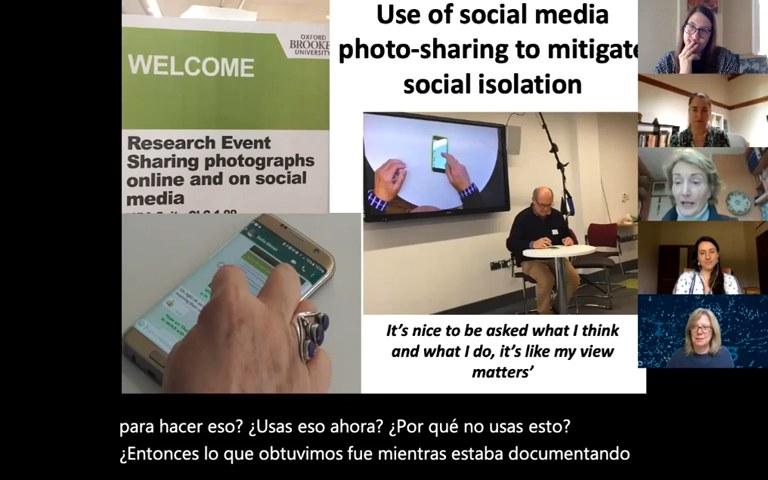 OXFORD
BROOKES
UNIVERSITY
WELCOME
Research Event
Sharing photographs
online and on social
media
Use of social media
photo-sharing to mitigate
social isolation
It's nice to be asked what I think
and what I do, it's like my view
matters'
para hacer eso? ¿Usas eso ahora? ¿Por qué no usas esto?
¿Entonces lo que obtuvimos fue mientras estaba documentando